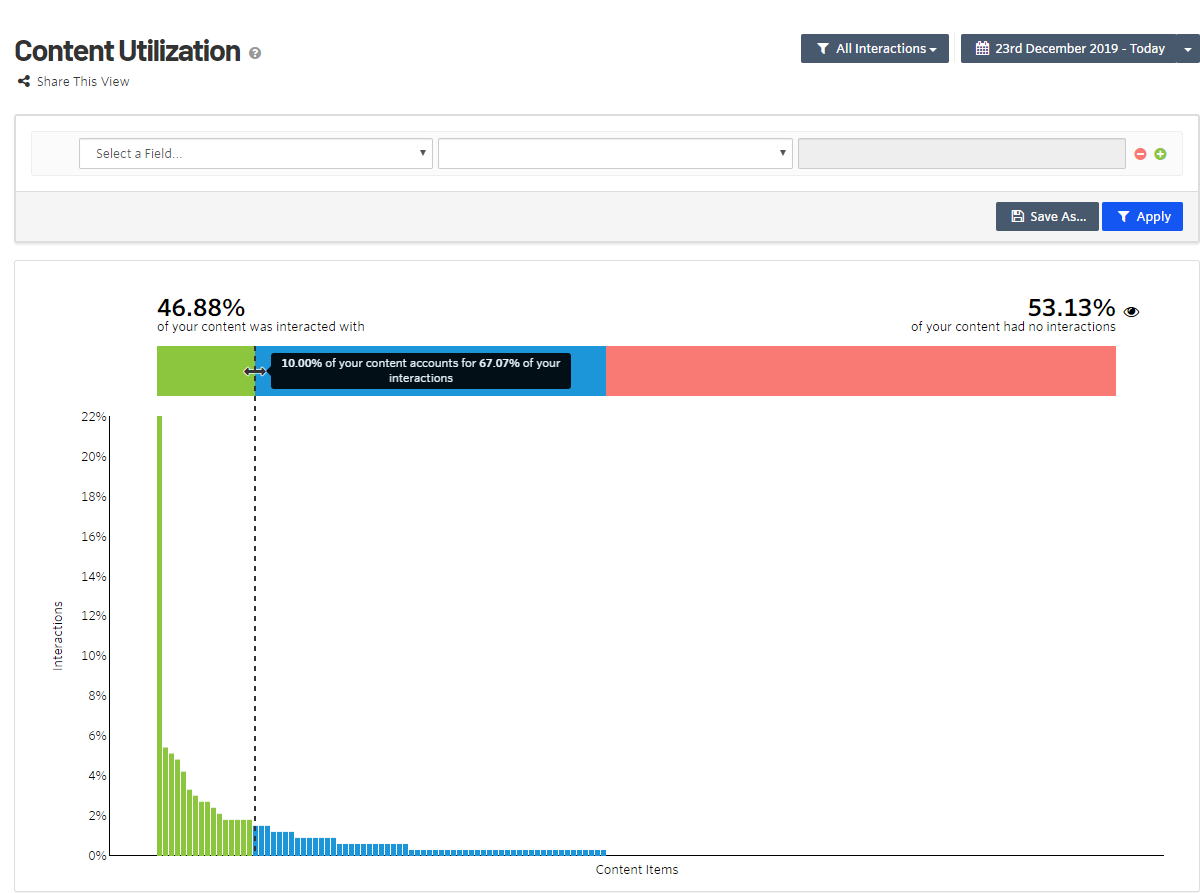 Content Utilization
All Interactions
23rd December 2019 - Today
Share This View
Select a Field...
Save As...
Apply
46.88%
of your content was interacted with
53.13%
of your content had no interactions
10.00% of your content accounts for 67.07% of your
interactions
22%
20%
18%
16%
14%
12%
10%
8%
6%
4%
2%
0%
Interactions
Content Items